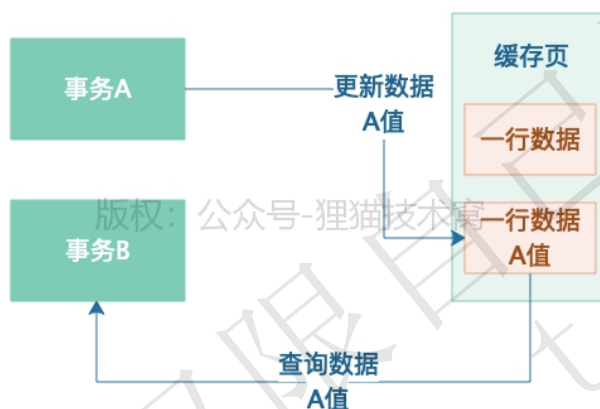 事务A
更新数据
A值
缓存页
一行数据
版权：公众号-狸猫技术窝
事务B
一行数据
A值
查询数据
A值